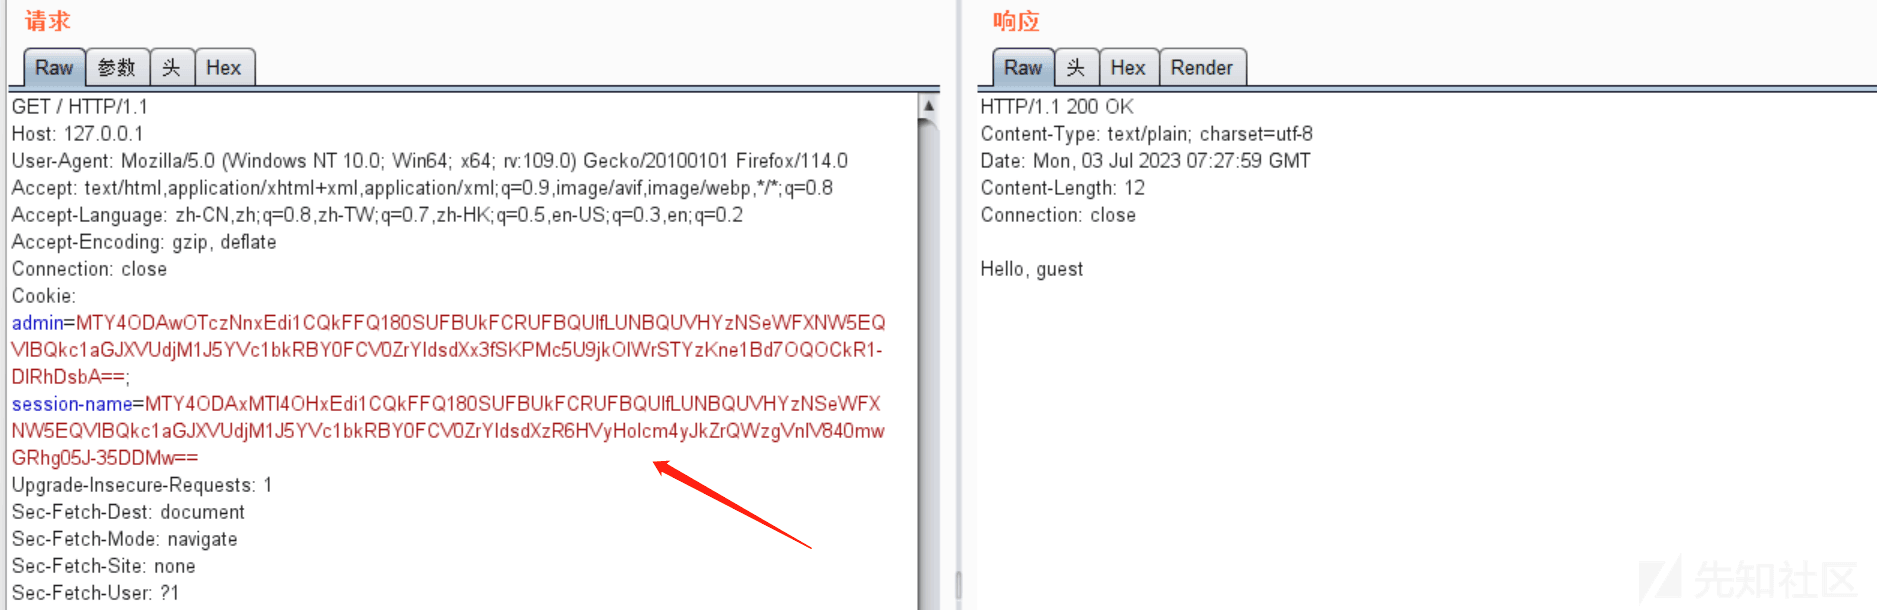 请求
Raw 参数 头 Hex
GET / HTTP/1.1
Host: 127.0.0.1
User-Agent: Mozilla/5.0 (Windows NT 10.0; Win64; x64; rv:109.0) Gecko/20100101 Firefox/114.0
Accept: text/html,application/xhtml+xml,application/xml;q=0.9,image/avif,image/webp,*/*;q=0.8
Accept-Language: zh-CN,zh;q=0.8,zh-TW;q=0.7,zh-HK;q=0.5,en-US;q=0.3,en;q=0.2
Accept-Encoding: gzip, deflate
Connection: close
Cookie:
admin=MTY4ODAwOTczNnxEdi1CQkFFQ180SUFBUkFCRUFBQUlfLUNBQUVHYzNSeWFXNW5EQ
VlBQkc1aGJXVUdjM1J5YVc1bkRBY0FCV0ZrYldsdXx3fSKPMc5U9jkOlWrSTYzKne1Bd7OQOCkR1-
DlRhDsbA==;
session-name=MTY4ODAxMTI4OHxEdi1CQkFFQ180SUFBUkFCRUFBQUlfLUNBQUVHYzNSeWFX
NW5EQVlBQkc1aGJXVUdjM1J5YVc1bkRBY0FCV0ZrYldsdXzR6HVyHolcm4yJkZrQWzgVnlV840mw
GRhg05J-35DDMw==
Upgrade-Insecure-Requests: 1
Sec-Fetch-Dest: document
Sec-Fetch-Mode: navigate
Sec-Fetch-Site: none
Sec-Fetch-User: ?1
响应
Raw 头 Hex Render
HTTP/1.1 200 OK
Content-Type: text/plain; charset=utf-8
Date: Mon, 03 Jul 2023 07:27:59 GMT
Content-Length: 12
Connection: close
Hello, guest
先知社区